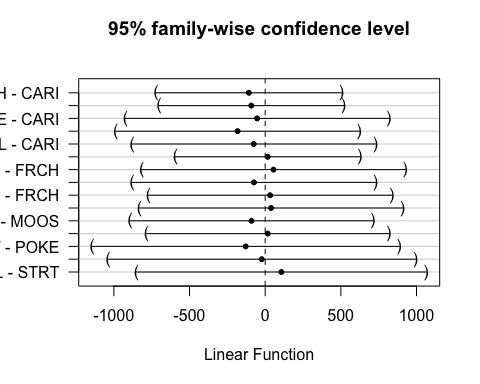 95% family-wise confidence level
H - CARI
E - CARI
L - CARI
- FRCH
- FRCH
- MOOS
- POKE
- STRT
-1000 -500 0 500 1000
Linear Function